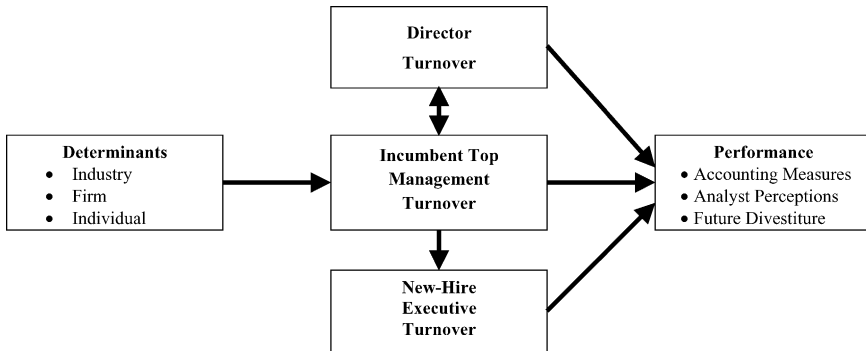 Director
Turnover
Determinants
• Industry
• Firm
• Individual
Incumbent Top
Management
Turnover
Performance
• Accounting Measures
• Analyst Perceptions
• Future Divestiture
New-Hire
Executive
Turnover